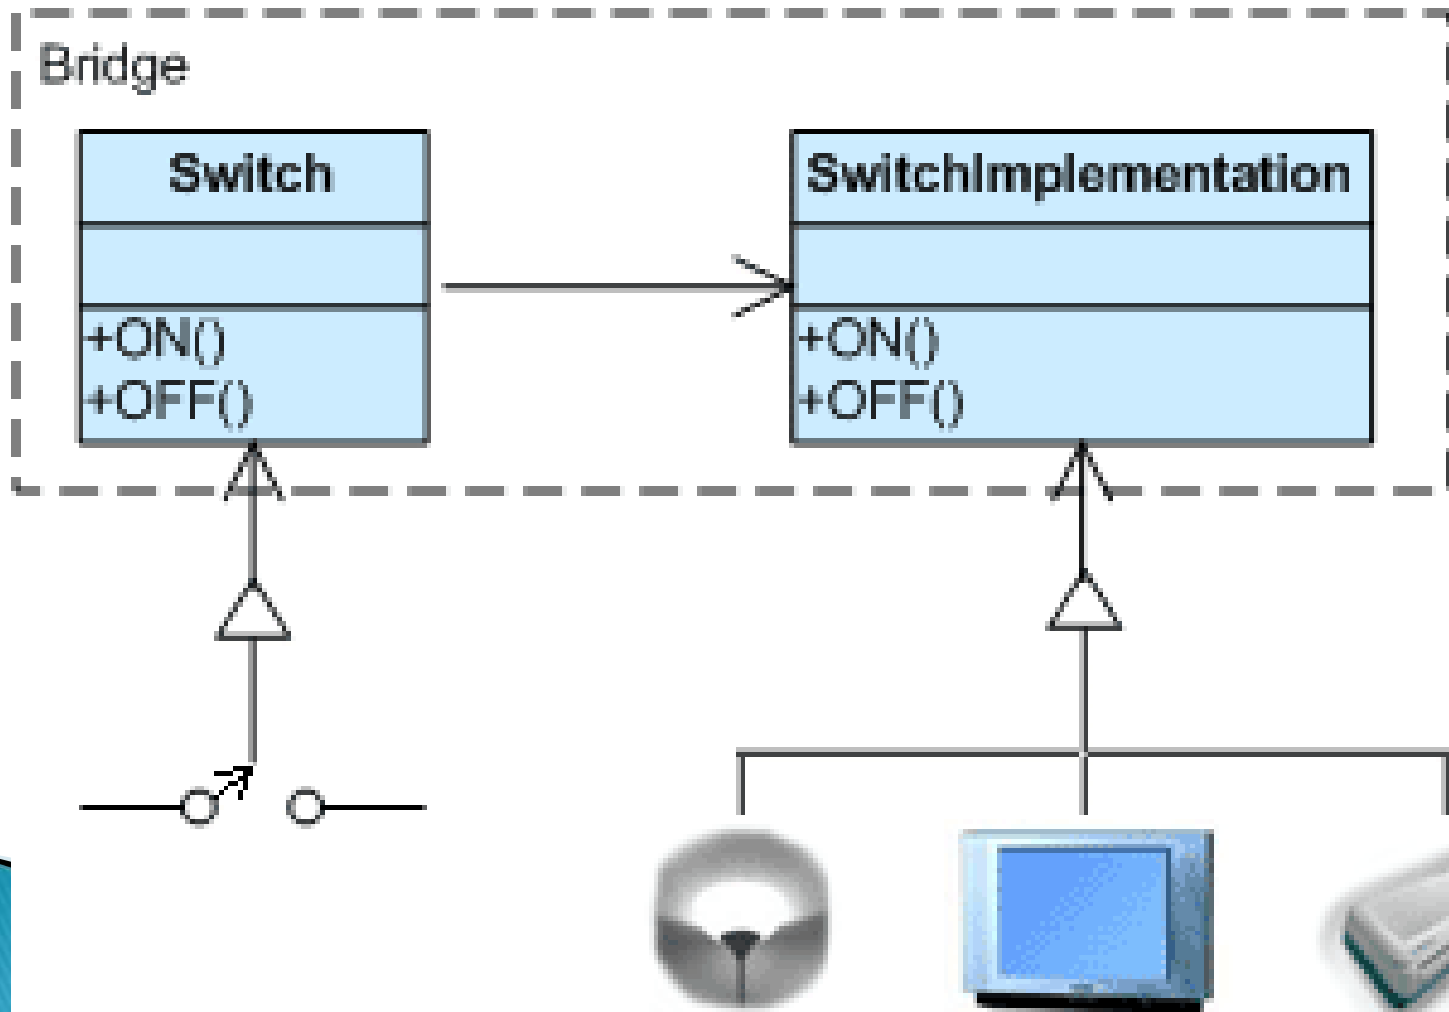 Bridge
Switch
+ON()
+OFF()
SwitchImplementation
+ON()
+OFF()